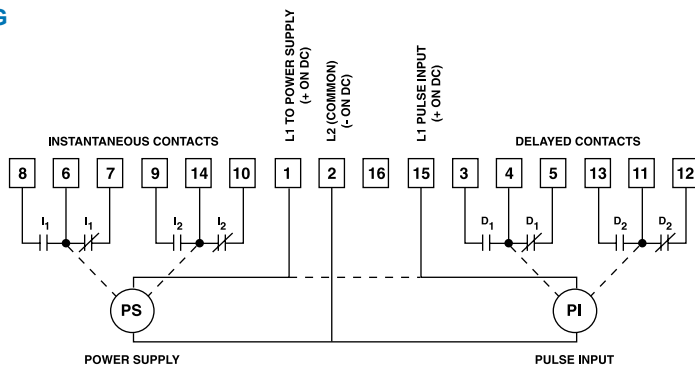 G
L1 TO POWER SUPPLY
(+ ON DC)
L2 (COMMON)
(- ON DC)
L1 PULSE INPUT
(+ ON DC)
INSTANTANEOUS CONTACTS
DELAYED CONTACTS
8 6 7 9 14 10 1 2 16 15 3 4 5 13 11 12
I1 I1 I2 I2 D1 D1 D2 D2
PS PI
POWER SUPPLY PULSE INPUT